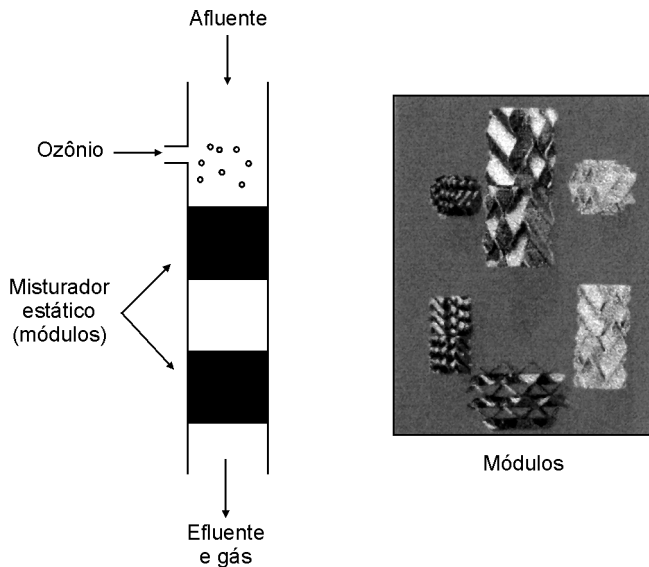 Afluente
Ozônio
Misturador
estático
(módulos)
Efluente
e gás
Módulos